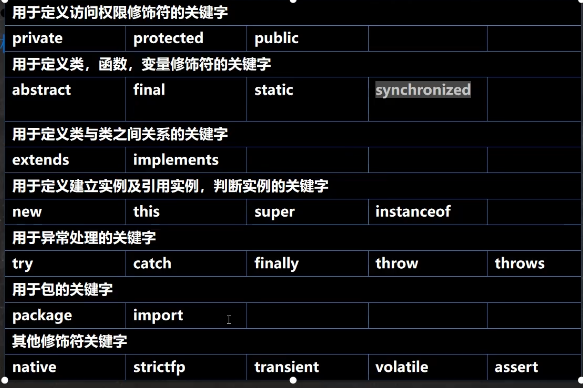 用于定义访问权限修饰符的关键字
private protected public
用于定义类，函数，变量修饰符的关键字
abstract final static synchronized
用于定义类与类之间关系的关键字
extends implements
用于定义建立实例及引用实例，判断实例的关键字
new this super instanceof
用于异常处理的关键字
try catch finally throw throws
用于包的关键字
package import
其他修饰符关键字
native strictfp transient volatile assert